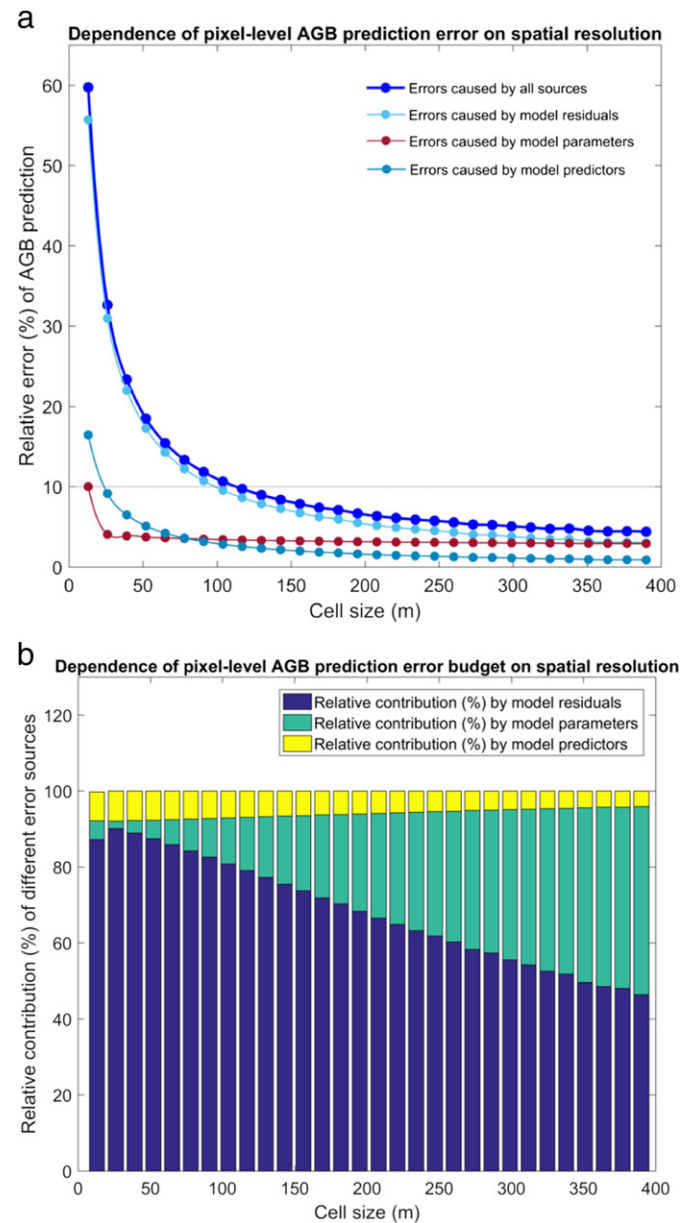 a
Dependence of pixel-level AGB prediction error on spatial resolution
Relative error (%) of AGB prediction
60
50
40
30
20
10
0
Errors caused by all sources
Errors caused by model residuals
Errors caused by model parameters
Errors caused by model predictors
0 50 100 150 200 250 300 350 400
Cell size (m)
b
Dependence of pixel-level AGB prediction error budget on spatial resolution
Relative contribution (%) of different error sources
120
100
80
60
40
20
0
Relative contribution (%) by model residuals
Relative contribution (%) by model parameters
Relative contribution (%) by model predictors
0 50 100 150 200 250 300 350 400
Cell size (m)